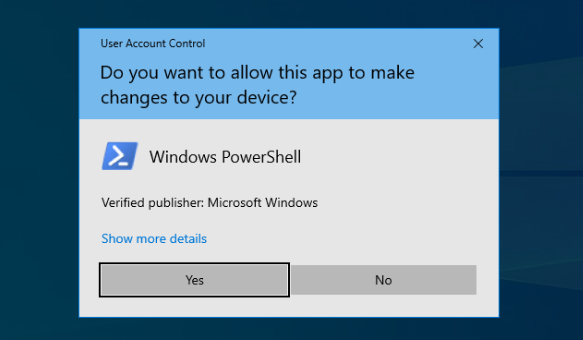 User Account Control
Do you want to allow this app to make
changes to your device?
Windows PowerShell
Verified publisher: Microsoft Windows
Show more details
Yes
No